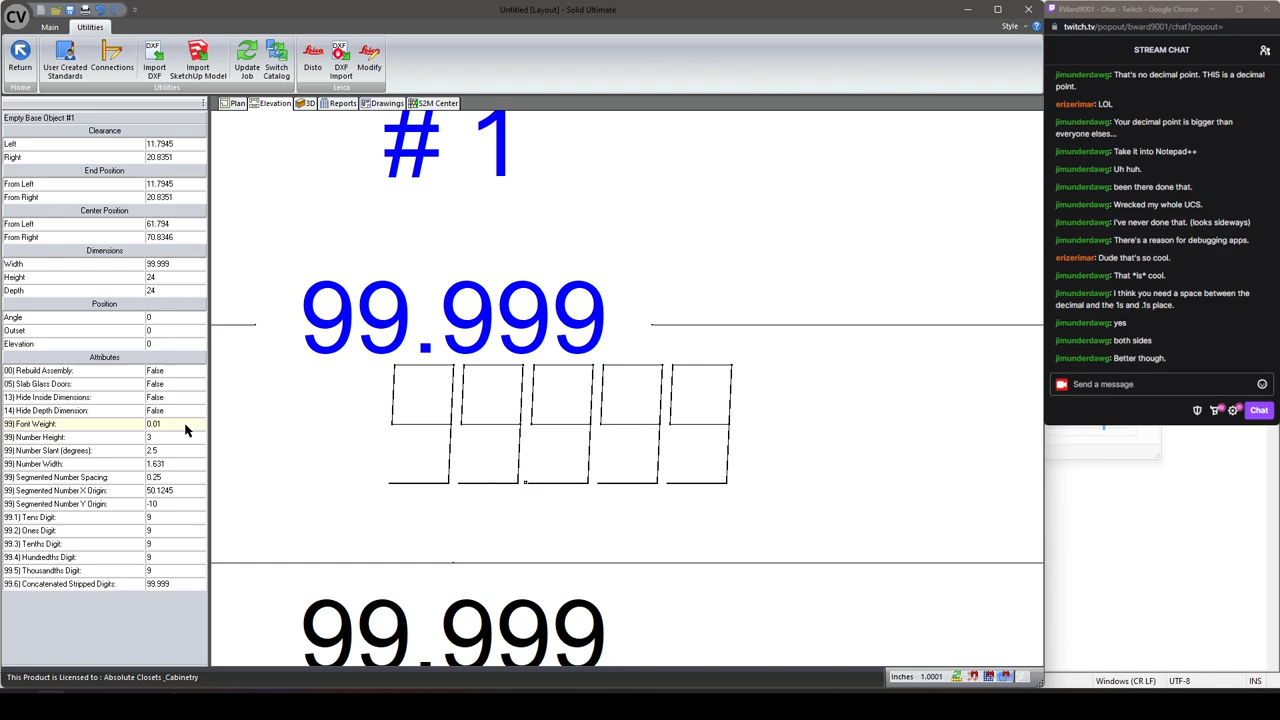 CV
Untitled [Layout] - Solid Ultimate
Main
Utilities
Style
Return
User Created
Standards
Connections
Import
DXF
Import
SketchUp Model
Update
Job
Switch
Catalog
Disto
DXF
Import
Modify
Home
Utilities
Leica
Plan
Elevation
3D
Reports
Drawings
S2M Center
Empty Base Object #1
Clearance
Left 11.7945
Right 20.8351
End Position
From Left 11.7945
From Right 20.8351
Center Position
From Left 61.794
From Right 70.8346
Dimensions
Width 99.999
Height 24
Depth 24
Position
Angle 0
Outset 0
Elevation 0
Attributes
00) Rebuild Assembly: False
05) Slab Glass Doors: False
13) Hide Inside Dimensions: False
14) Hide Depth Dimension: False
99) Font Weight: 0.01
99) Number Height: 3
99) Number Slant (degrees): 2.5
99) Number Width: 1.631
99) Segmented Number Spacing: 0.25
99) Segmented Number X Origin: 50.1245
99) Segmented Number Y Origin: -10
99.1) Tens Digit: 9
99.2) Ones Digit: 9
99.3) Tenths Digit: 9
99.4) Hundredths Digit: 9
99.5) Thousandths Digit: 9
99.6) Concatenated Stripped Digits: 99.999
# 1
99.999
99.999
99.999
This Product is Licensed to : Absolute Closets _Cabinetry
Inches 1.0001
BWard9001 - Chat - Twitch - Google Chrome
twitch.tv/popout/bward9001/chat?popout=
STREAM CHAT
jimunderdawg: That's no decimal point. THIS is a decimal
point.
erizerimar: LOL
jimunderdawg: Your decimal point is bigger than
everyone elses...
jimunderdawg: Take it into Notepad++
jimunderdawg: Uh huh.
jimunderdawg: been there done that.
jimunderdawg: Wrecked my whole UCS.
jimunderdawg: I've never done that. (looks sideways)
jimunderdawg: There's a reason for debugging apps.
erizerimar: Dude that's so cool.
jimunderdawg: That *is* cool.
jimunderdawg: I think you need a space between the
decimal and the 1s and .1s place.
jimunderdawg: yes
jimunderdawg: both sides
jimunderdawg: Better though.
Send a message
Chat
Windows (CR LF)
UTF-8
INS